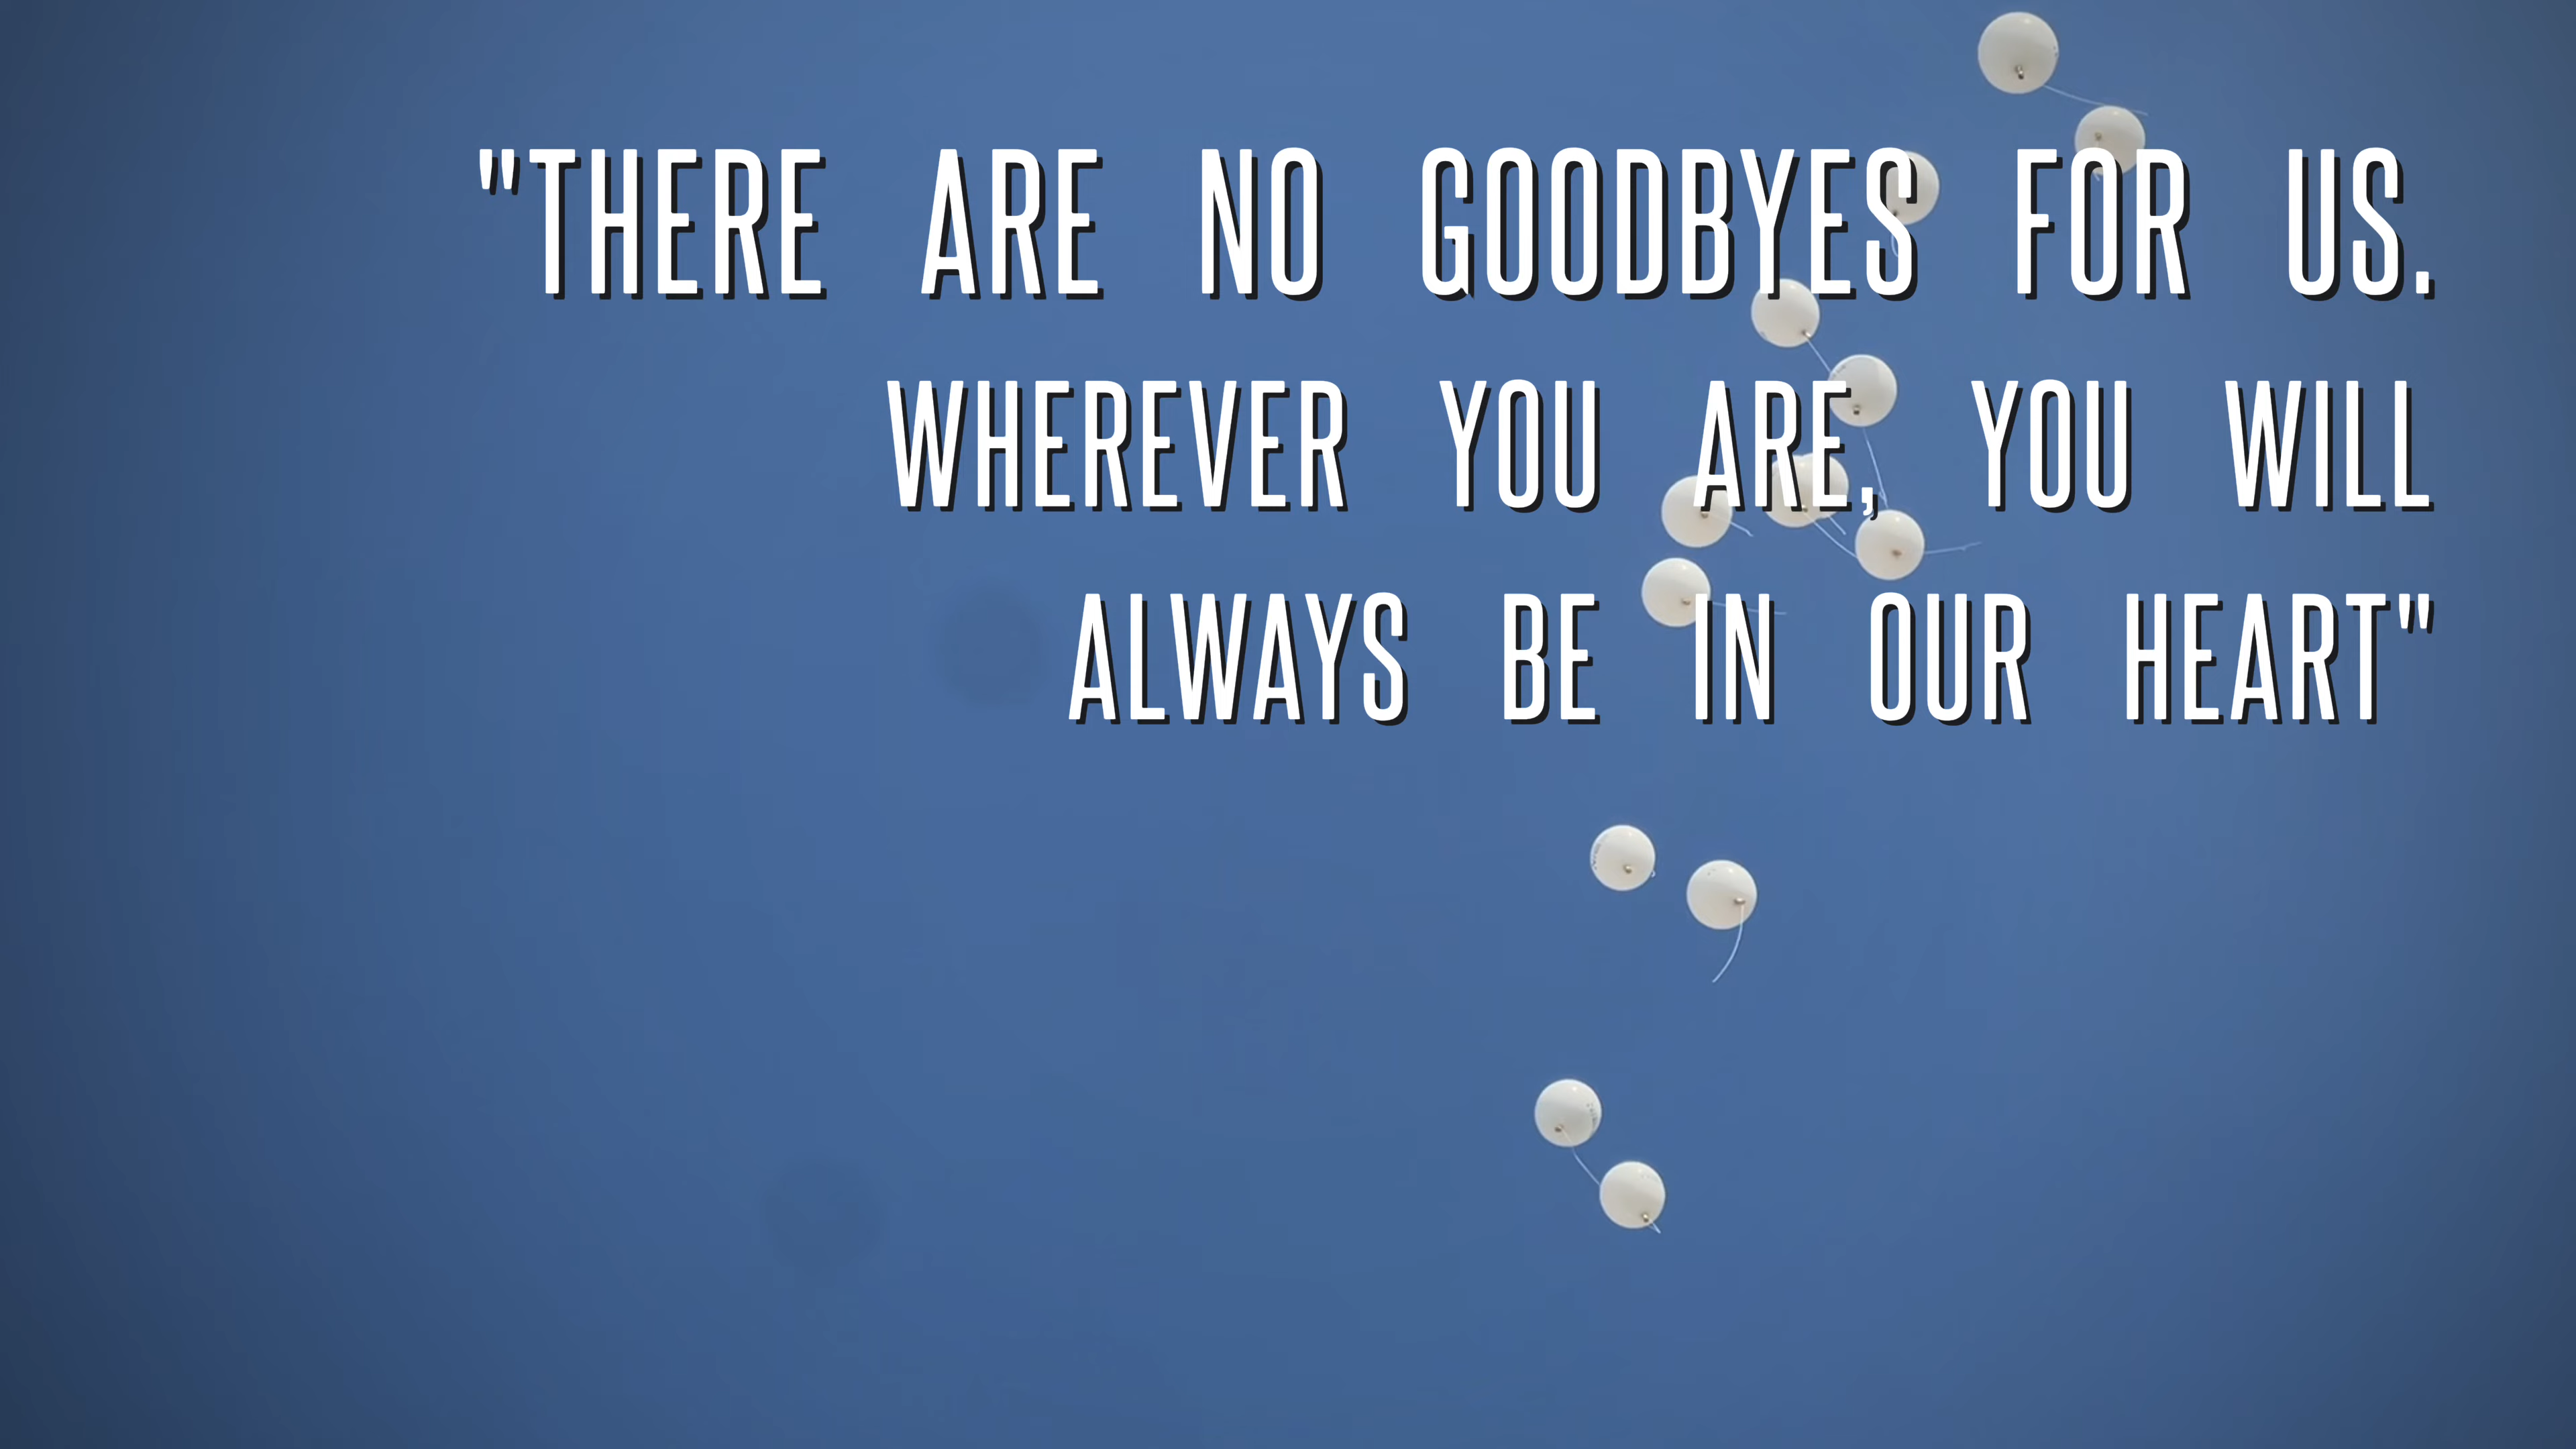 "THERE ARE NO GOODBYES FOR US.
WHEREVER YOU ARE, YOU WILL
ALWAYS BE IN OUR HEART"